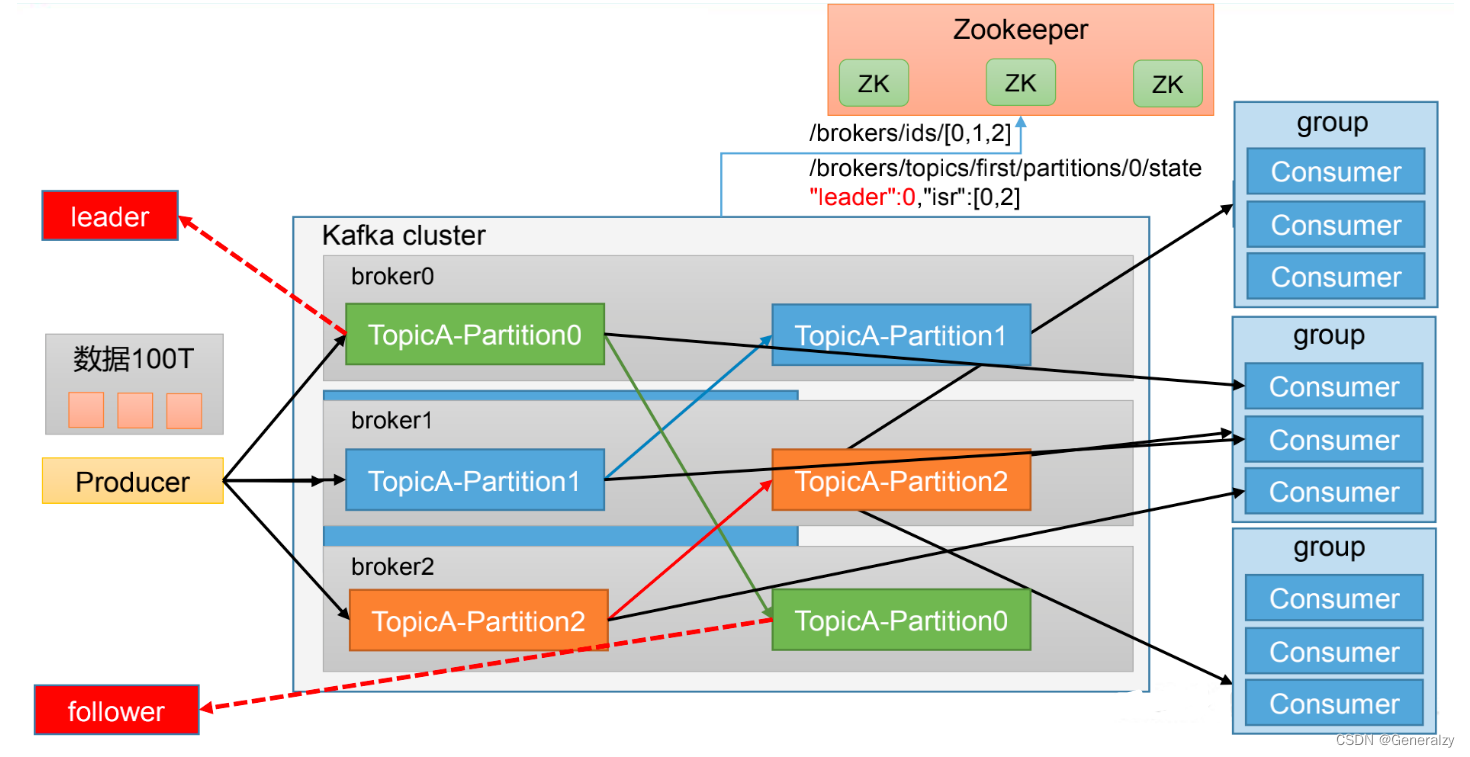 Zookeeper
ZK
ZK
ZK
/brokers/ids/[0,1,2]
/brokers/topics/first/partitions/0/state
"leader":0,"isr":[0,2]
leader
数据100T
Producer
follower
Kafka cluster
broker0
TopicA-Partition0
TopicA-Partition1
broker1
TopicA-Partition1
TopicA-Partition2
broker2
TopicA-Partition2
TopicA-Partition0
group
Consumer
Consumer
Consumer
group
Consumer
Consumer
Consumer
group
Consumer
Consumer
Consumer
CSDN @Generalzy